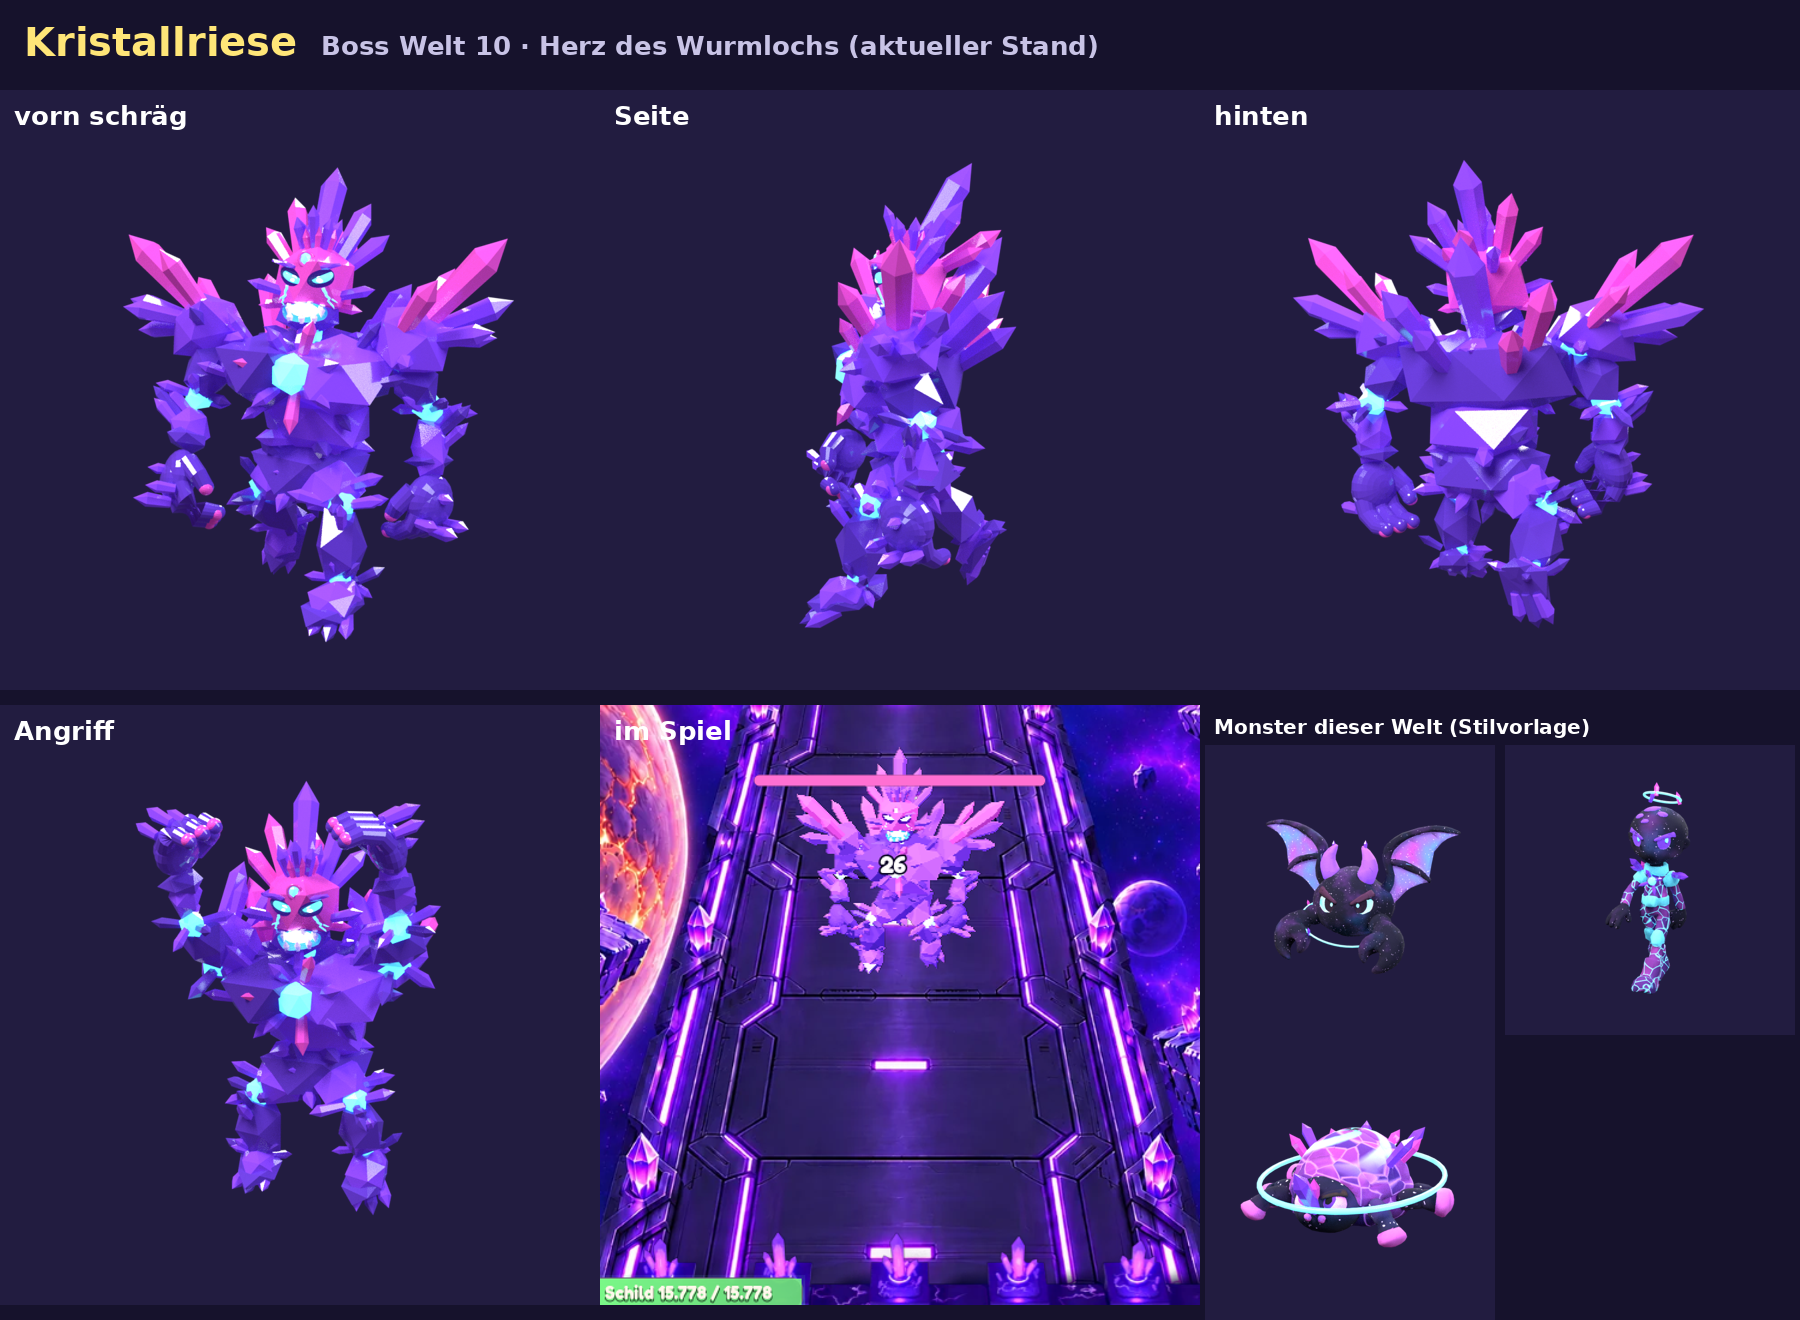 Kristallriese Boss Welt 10 · Herz des Wurmlochs (aktueller Stand)
vorn schräg
Seite
hinten
Angriff
im Spiel
Monster dieser Welt (Stilvorlage)
26
Schild 15.778 / 15.778